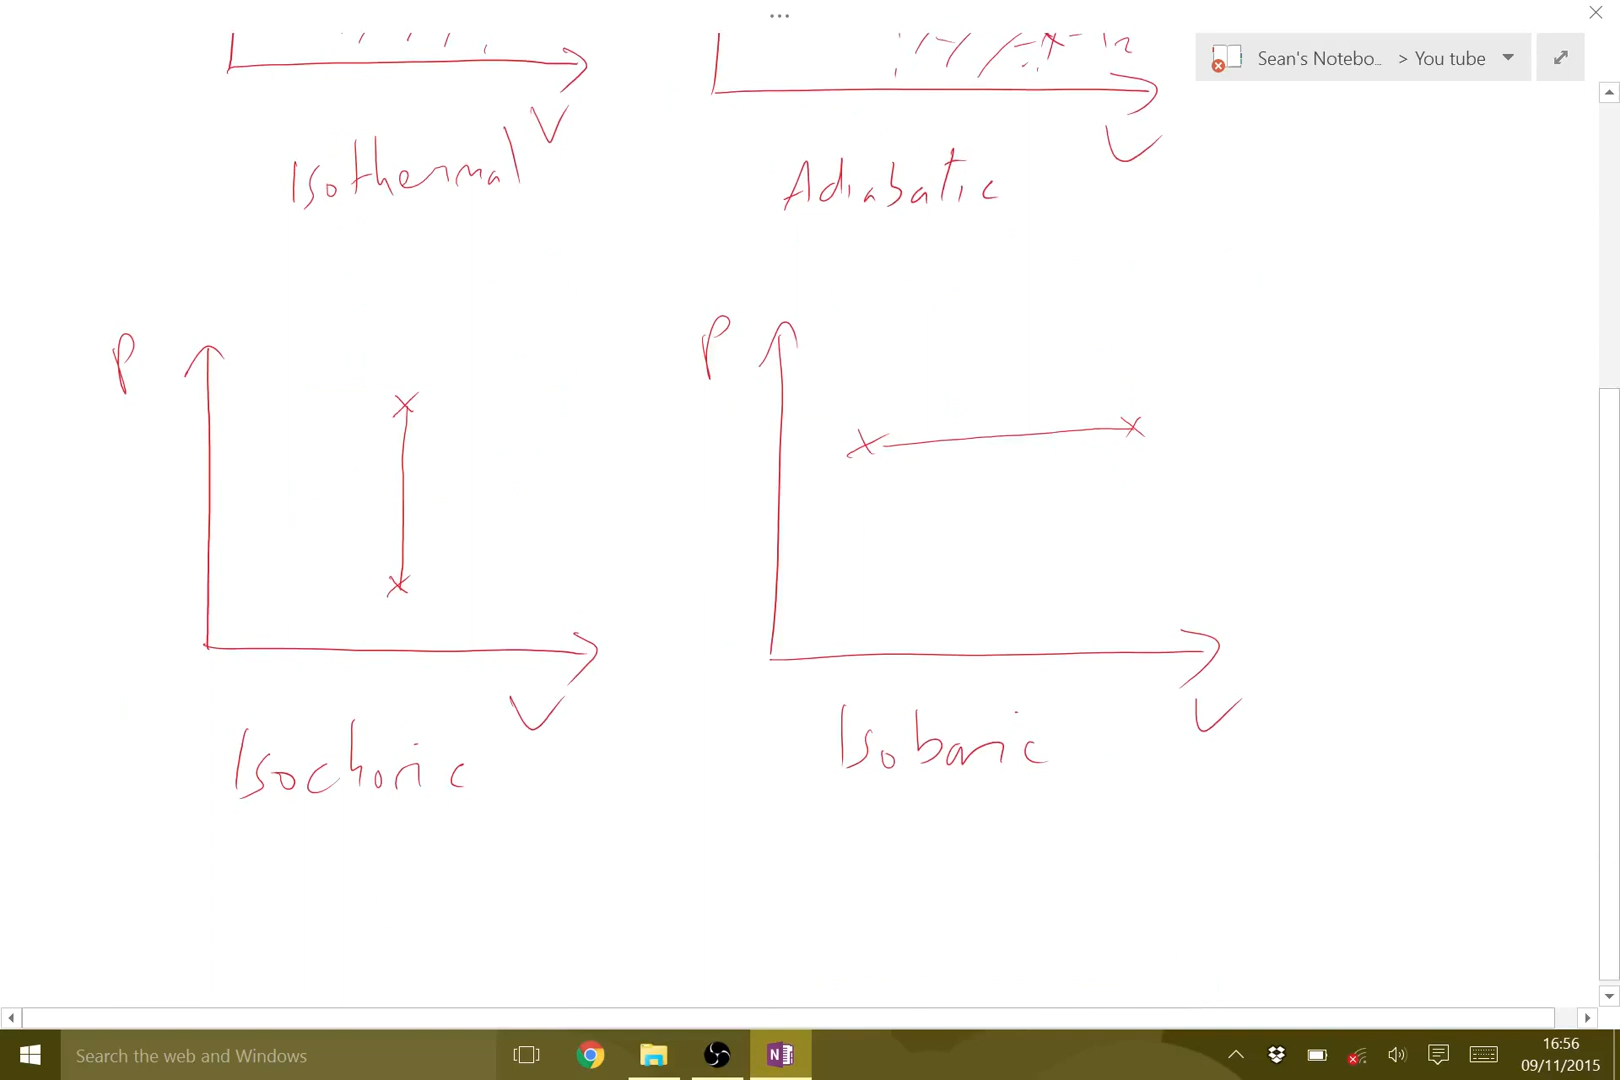 Sean's Notebo... > You tube
V
V
Isothermal
Adiabatic
P
P
V
V
Isochoric
Isobaric
Search the web and Windows
16:56
09/11/2015